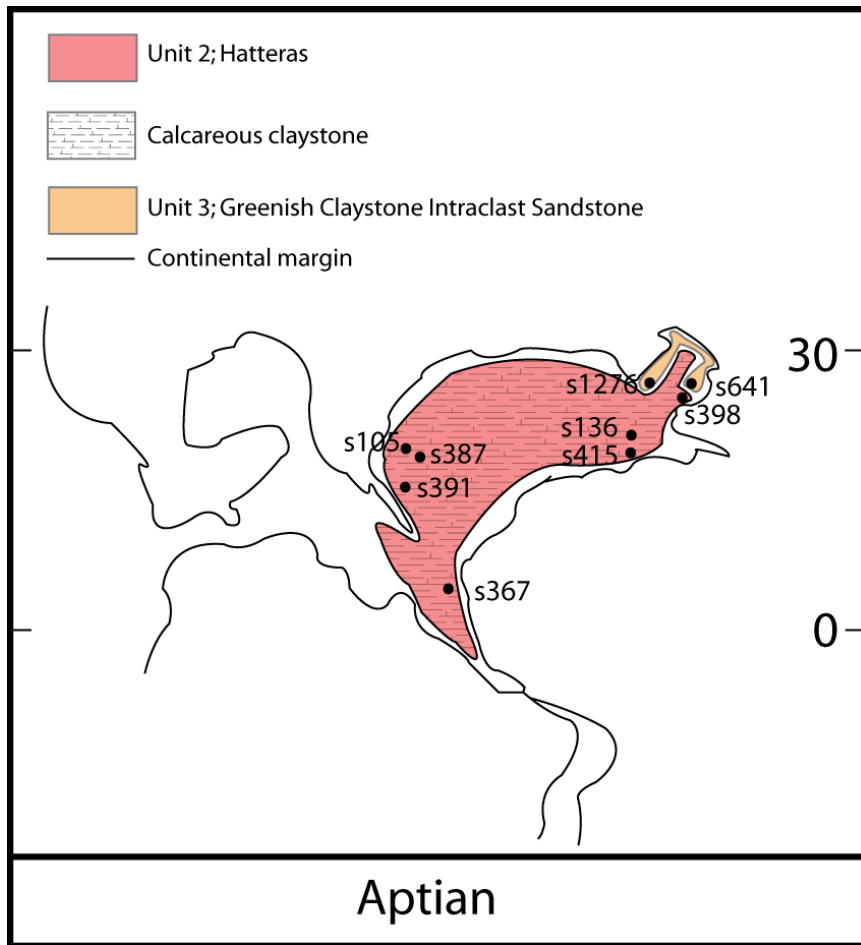 Unit 2; Hatteras
Calcareous claystone
Unit 3; Greenish Claystone Intraclast Sandstone
Continental margin
30
s1276
s641
s398
s136
s105
s387
s415
s391
s367
0
Aptian